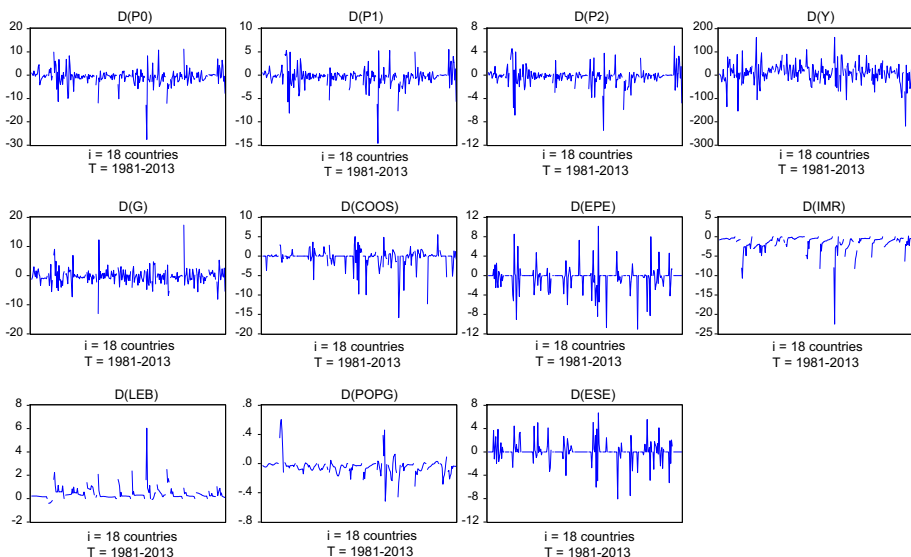 D(P0)
20
10
0
-10
-20
-30
i = 18 countries
T = 1981-2013
D(P1)
10
5
0
-5
-10
-15
i = 18 countries
T = 1981-2013
D(P2)
8
4
0
-4
-8
-12
i = 18 countries
T = 1981-2013
D(Y)
200
100
0
-100
-200
-300
i = 18 countries
T = 1981-2013
D(G)
20
10
0
-10
-20
i = 18 countries
T = 1981-2013
D(COOS)
10
5
0
-5
-10
-15
-20
i = 18 countries
T = 1981-2013
D(EPE)
12
8
4
0
-4
-8
-12
i = 18 countries
T = 1981-2013
D(IMR)
5
0
-5
-10
-15
-20
-25
i = 18 countries
T = 1981-2013
D(LEB)
8
6
4
2
0
-2
i = 18 countries
T = 1981-2013
D(POPG)
.8
.4
.0
-.4
-.8
i = 18 countries
T = 1981-2013
D(ESE)
8
4
0
-4
-8
-12
i = 18 countries
T = 1981-2013